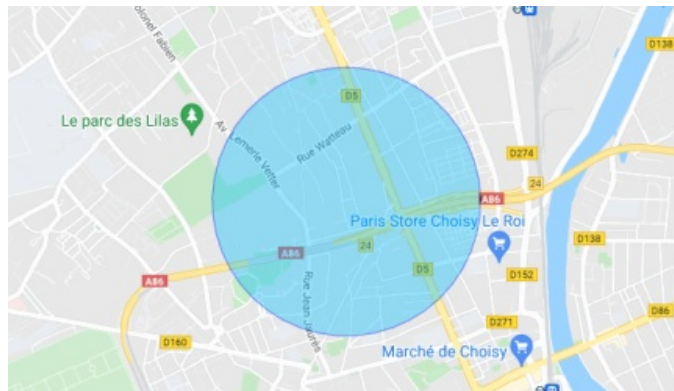 Colonel Fabien
D138
D5
Le parc des Lilas
Av. Lemerle Vetter
Rue Watteau
D274
24
A86
Paris Store Choisy Le Roi
D138
24
A86
D5
D152
A86
Rue Jean Jaurès
D86
D271
D160
Marché de Choisy